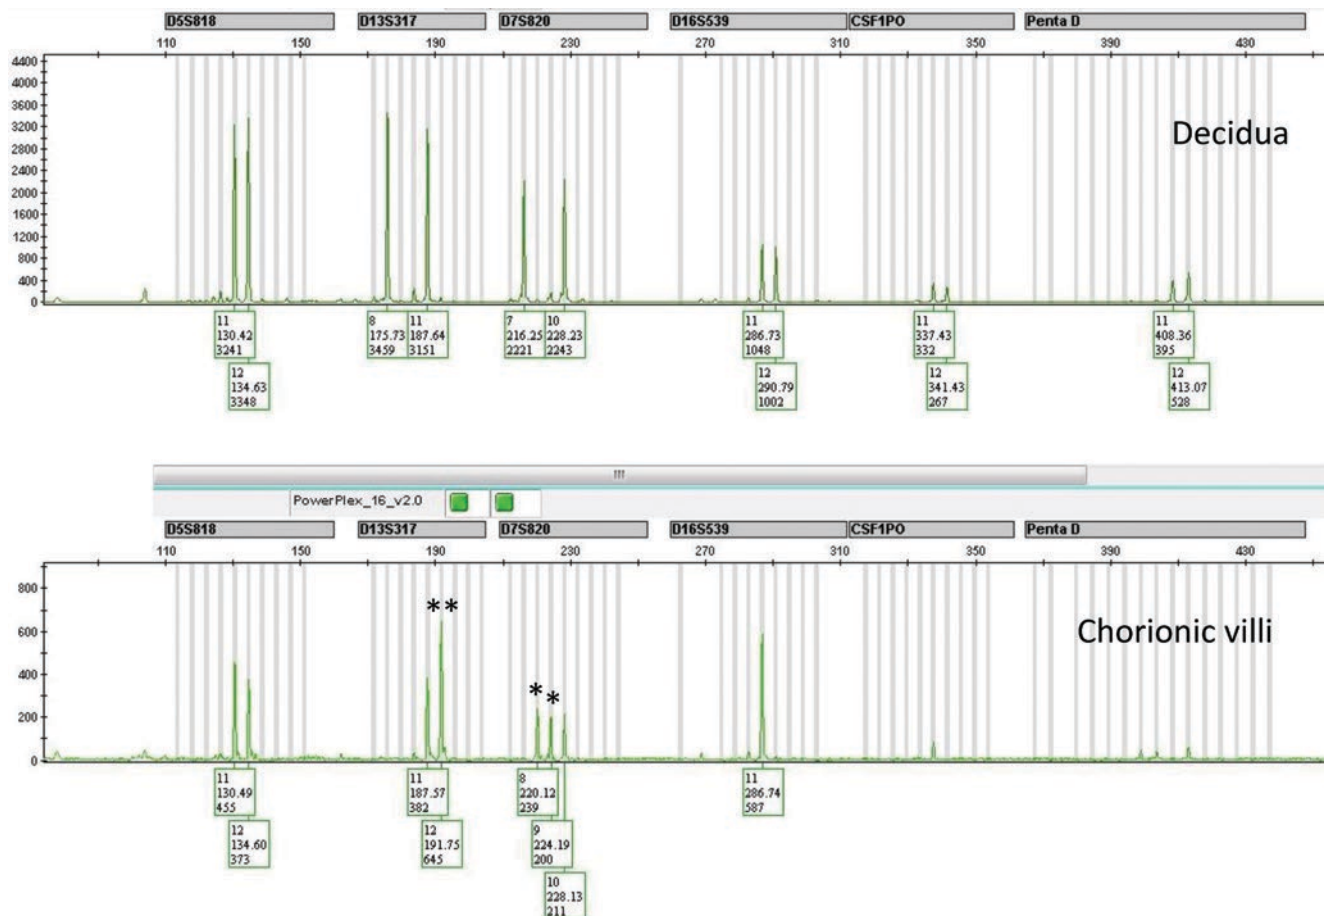 D5S818 D13S317 D7S820 D16S539 CSF1PO Penta D
110 150 190 230 270 310 350 390 430
4400
4000
3600
3200
2800
2400
2000
1600
1200
800
400
0
Decidua
11 8 11 7 10 11 11 11
130.42 175.73 187.64 216.25 228.23 286.73 337.43 408.36
3241 3459 3151 2221 2243 1048 332 395
12 12 12 12
134.63 290.79 341.43 413.07
3348 1002 267 528
PowerPlex_16_v2.0
D5S818 D13S317 D7S820 D16S539 CSF1PO Penta D
110 150 190 230 270 310 350 390 430
800
600
400
200
0
* * * *
Chorionic villi
11 11 8 11
130.49 187.57 220.12 286.74
455 382 239 587
12 12 9
134.60 191.75 224.19
373 645 200
10
228.13
211